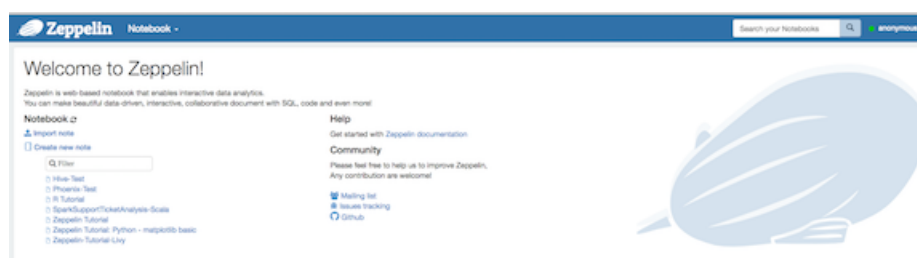 Zeppelin Notebook
Search your Notebooks
anonymous
Welcome to Zeppelin!
Zeppelin is web-based notebook that enables interactive data analytics.
You can make beautiful data-driven, interactive, collaborative document with SQL, code and even more!
Notebook
Import note
Create new note
Filter
Hive-Test
Phoenix-Test
R Tutorial
SparkSupportTicketAnalysis-Scala
Zeppelin Tutorial
Zeppelin Tutorial: Python - matplotlib basic
Zeppelin-Tutorial-Livy
Help
Get started with Zeppelin documentation
Community
Please feel free to help us to improve Zeppelin,
Any contribution are welcome!
Mailing list
Issues tracking
Github